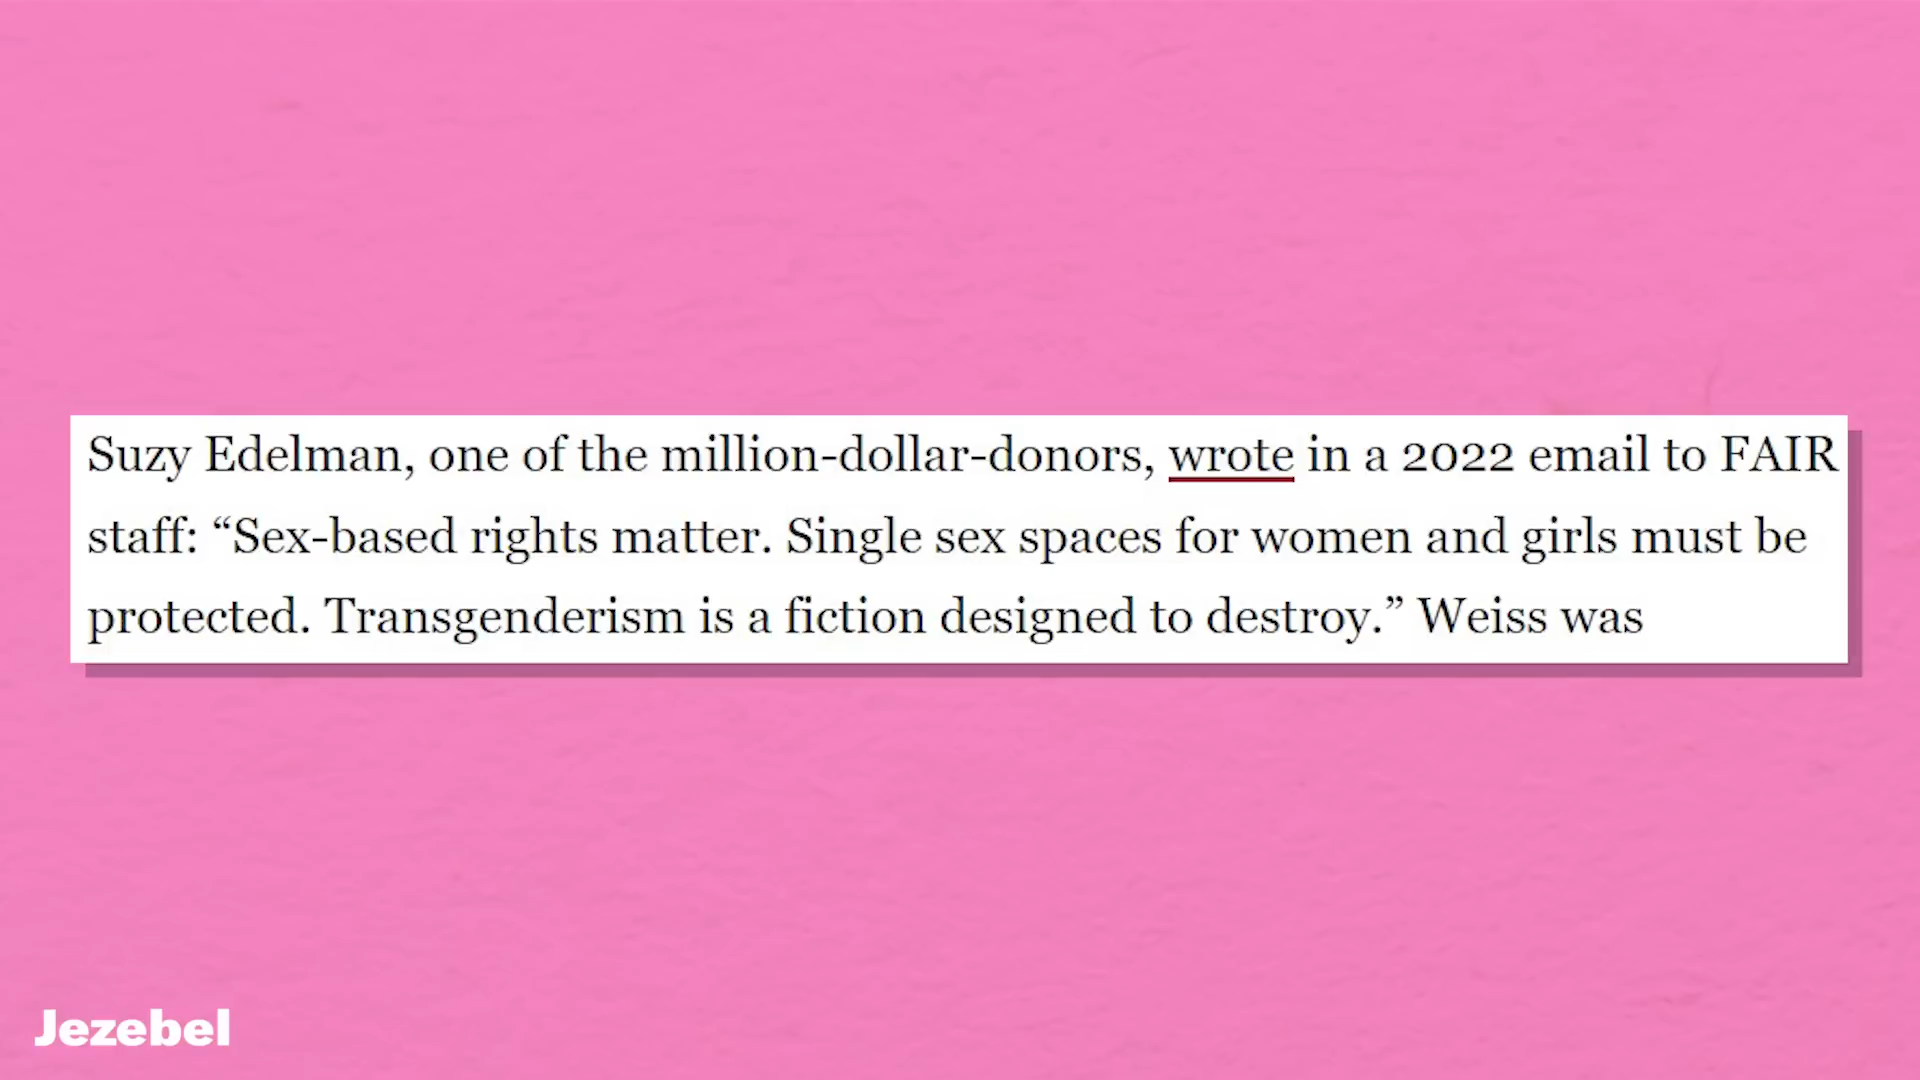 Suzy Edelman, one of the million-dollar-donors, wrote in a 2022 email to FAIR
staff: “Sex-based rights matter. Single sex spaces for women and girls must be
protected. Transgenderism is a fiction designed to destroy.” Weiss was
Jezebel